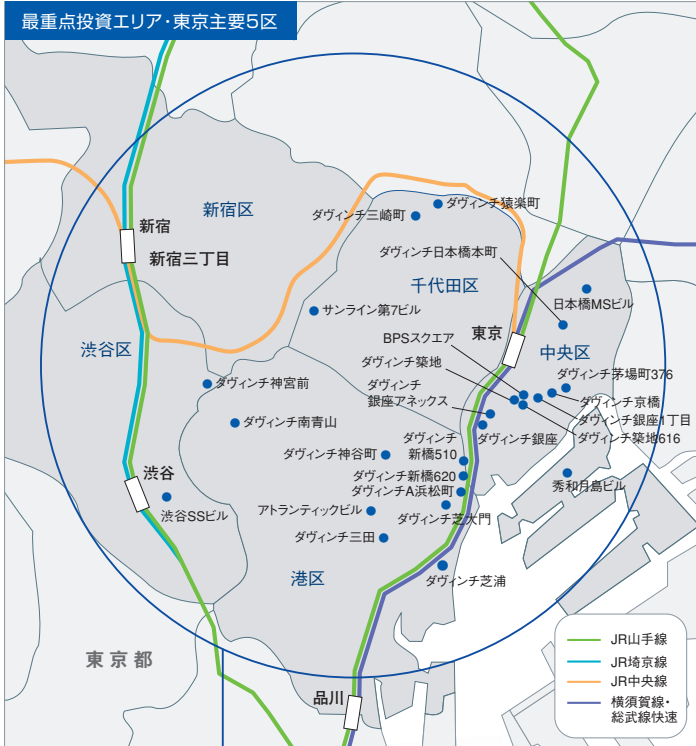 最重点投資エリア・東京主要5区
新宿区
ダヴィンチ猿楽町
ダヴィンチ三崎町
新宿
新宿三丁目
ダヴィンチ日本橋本町
千代田区
日本橋MSビル
サンライン第7ビル
東京
BPSスクエア
渋谷区
中央区
ダヴィンチ築地
ダヴィンチ茅場町376
ダヴィンチ神宮前
ダヴィンチ
銀座アネックス
ダヴィンチ京橋
ダヴィンチ銀座1丁目
ダヴィンチ南青山
ダヴィンチ銀座
ダヴィンチ築地616
ダヴィンチ
新橋510
ダヴィンチ神谷町
ダヴィンチ新橋620
渋谷
ダヴィンチA浜松町
秀和月島ビル
渋谷SSビル
アトランティックビル
ダヴィンチ芝大門
ダヴィンチ三田
港区
ダヴィンチ芝浦
東京都
品川
JR山手線
JR埼京線
JR中央線
横須賀線・
総武線快速